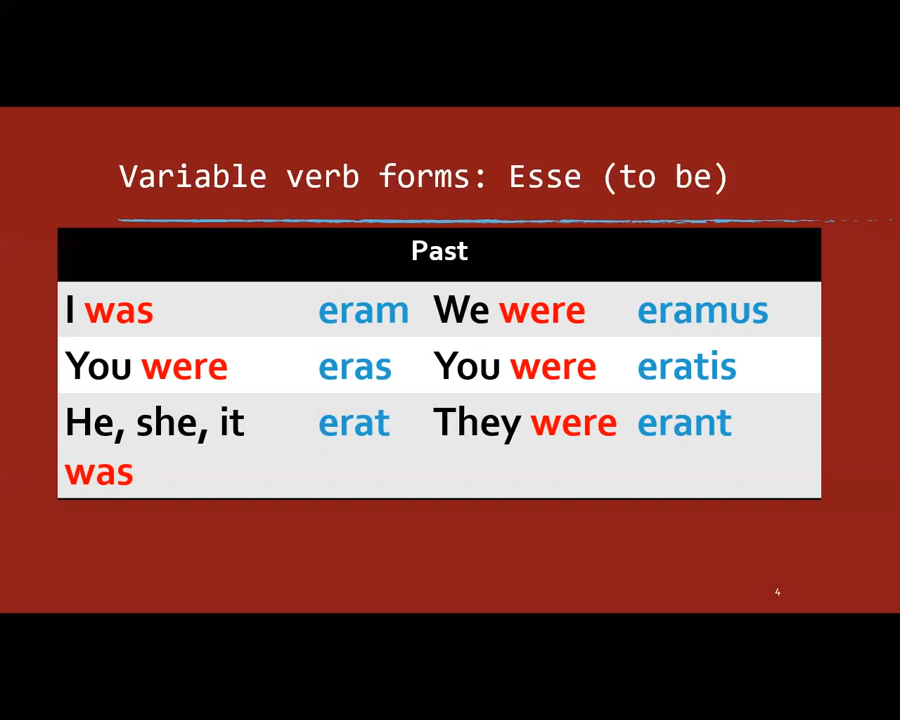 Variable verb forms: Esse (to be)
Past
I was eram We were eramus
You were eras You were eratis
He, she, it erat They were erant
was
4